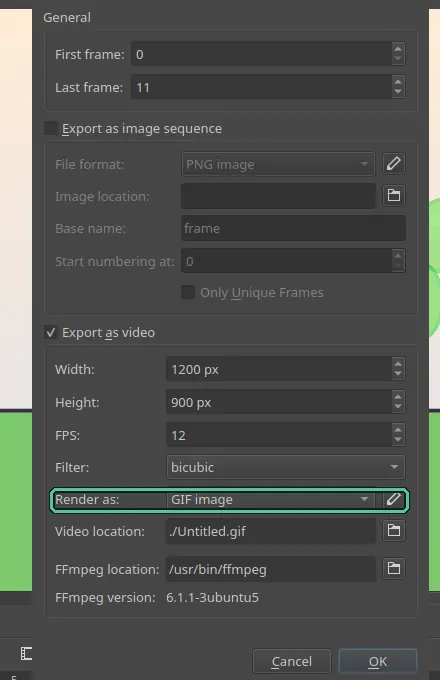 General
First frame: 0
Last frame: 11
Export as image sequence
File format: PNG image
Image location:
Base name: frame
Start numbering at: 0
Only Unique Frames
Export as video
Width: 1200 px
Height: 900 px
FPS: 12
Filter: bicubic
Render as: GIF image
Video location: ./Untitled.gif
FFmpeg location: /usr/bin/ffmpeg
FFmpeg version: 6.1.1-3ubuntu5
Cancel OK